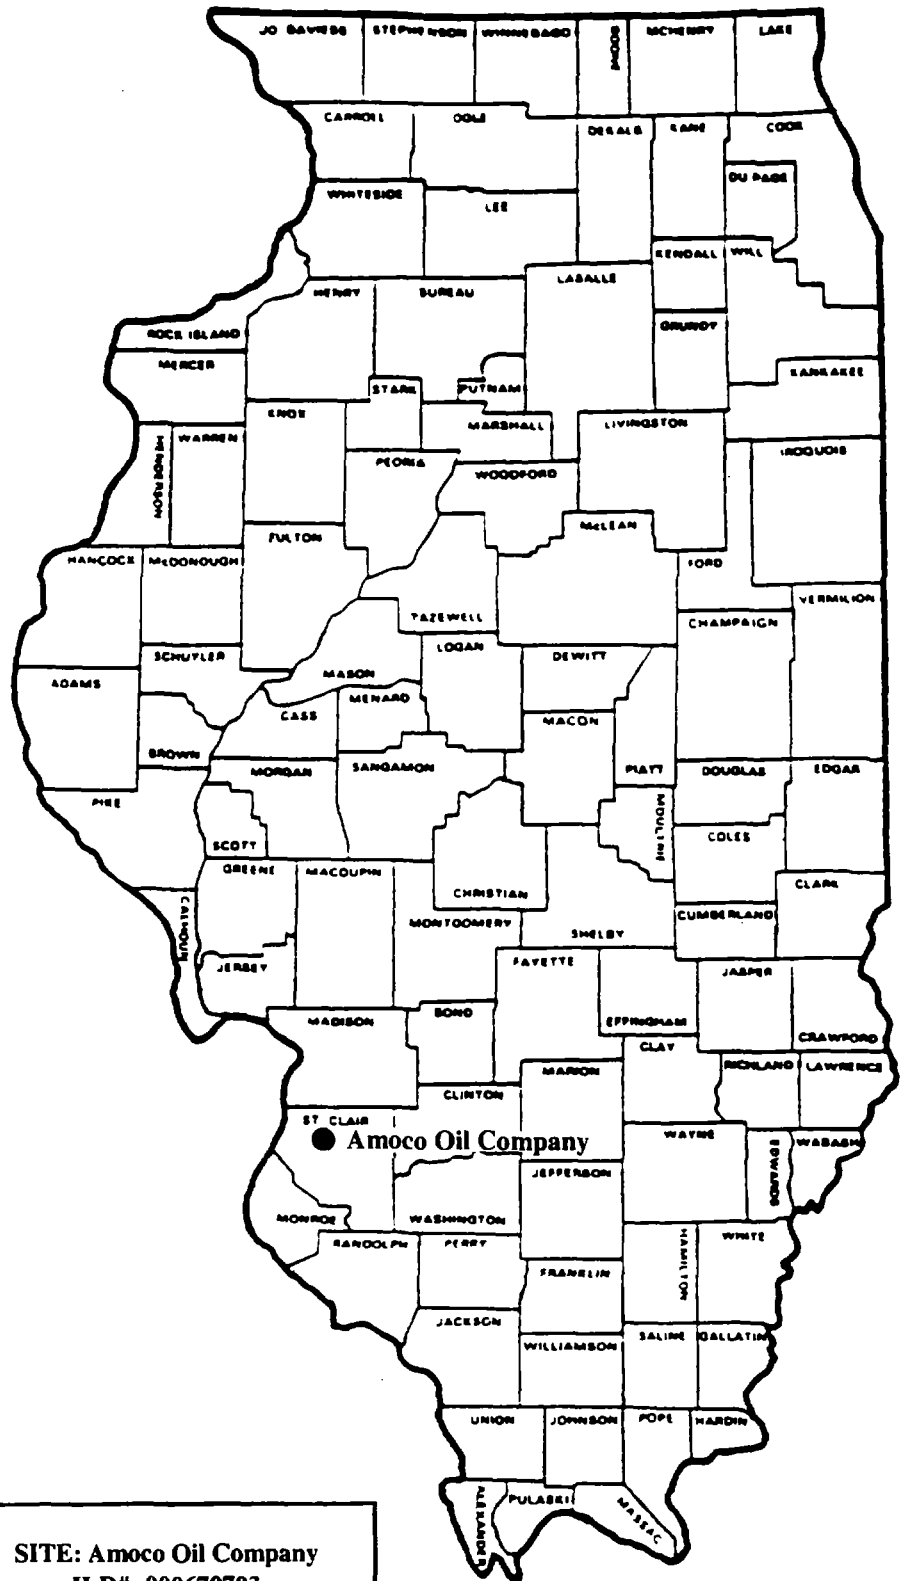 JO DAVIESS STEPHENSON WINNEBAGO BOONE MCHENRY LAKE
CARROLL OGLE DEKALB KANE COOK
DU PAGE
WHITESIDE LEE
KENDALL WILL
HENRY BUREAU LASALLE
ROCK ISLAND GRUNDY
MERCER KANKAKEE
STARK PUTNAM
KNOX MARSHALL LIVINGSTON
HENDERSON WARREN PEORIA WOODFORD IROQUOIS
FULTON McLEAN
HANCOCK McDONOUGH FORD
TAZEWELL VERMILION
CHAMPAIGN
SCHUYLER LOGAN DEWITT
ADAMS MASON
CASS MENARD MACON
BROWN
MORGAN SANGAMON PIATT DOUGLAS EDGAR
PIKE MOULTRIE
SCOTT COLES
GREENE MACOUPIN
CHRISTIAN CLARK
CALHOUN MONTGOMERY SHELBY CUMBERLAND
JERSEY FAYETTE JASPER
MADISON BOND EFFINGHAM CRAWFORD
CLAY
MARION RICHLAND LAWRENCE
CLINTON
ST CLAIR WAYNE EDWARDS WABASH
Amoco Oil Company
JEFFERSON
MONROE WASHINGTON
RANDOLPH PERRY HAMILTON WHITE
FRANKLIN
JACKSON WILLIAMSON SALINE GALLATIN
UNION JOHNSON POPE HARDIN
ALEXANDER PULASKI MASSAC
SITE: Amoco Oil Company